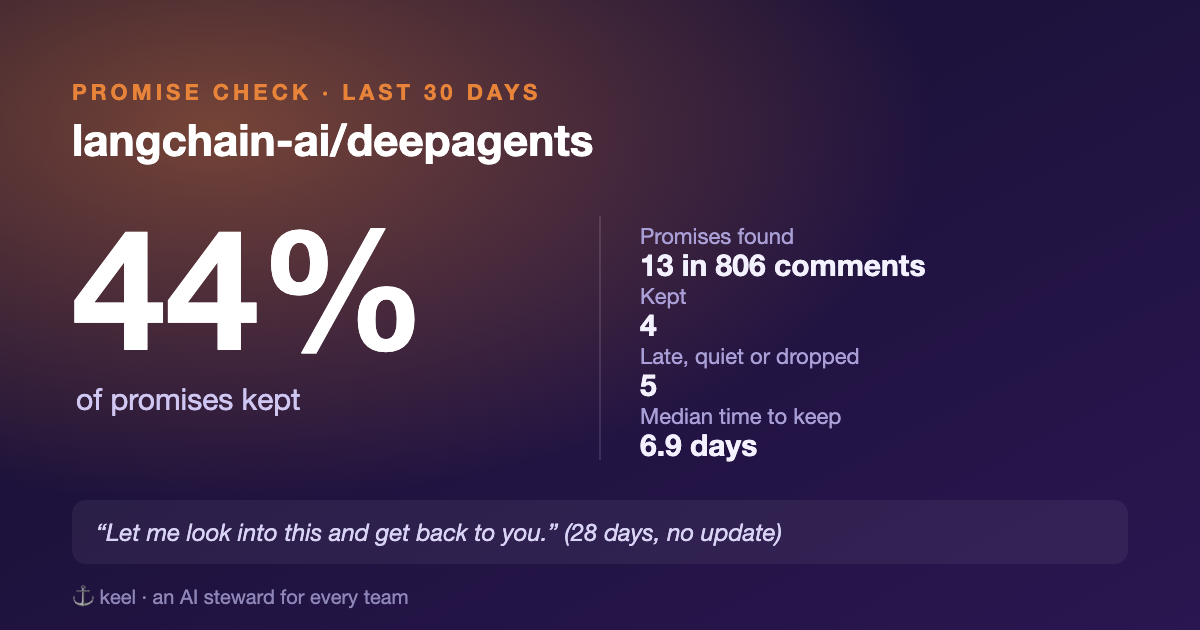 PROMISE CHECK · LAST 30 DAYS
langchain-ai/deepagents
44%
of promises kept
Promises found
13 in 806 comments
Kept
4
Late, quiet or dropped
5
Median time to keep
6.9 days
“Let me look into this and get back to you.” (28 days, no update)
⚓ keel · an AI steward for every team